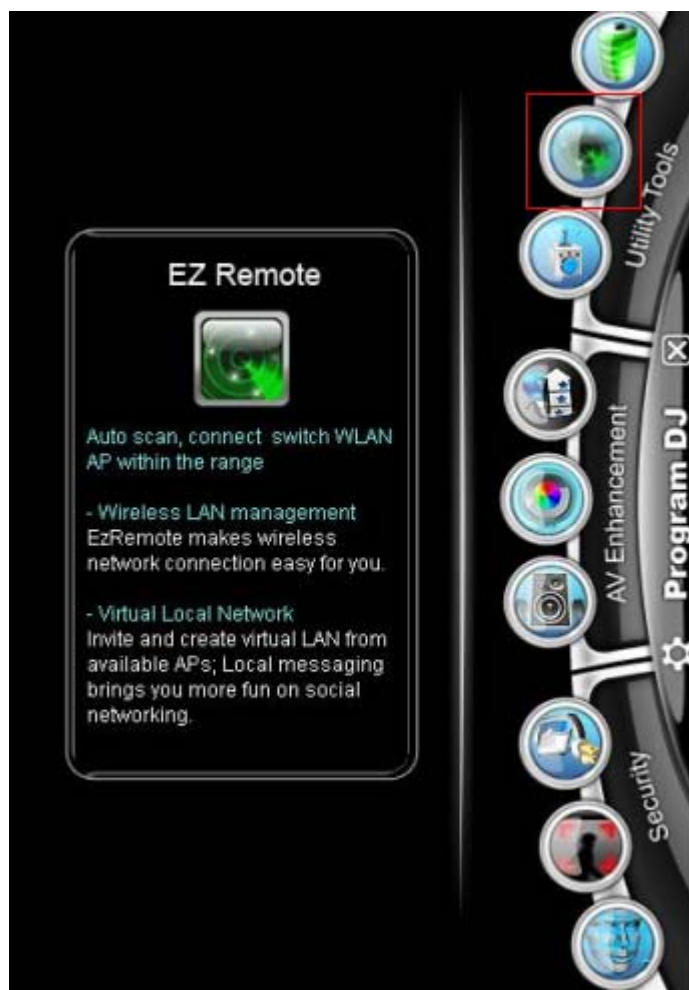 EZ Remote
Auto scan, connect switch WLAN
AP within the range
- Wireless LAN management
EzRemote makes wireless
network connection easy for you.
- Virtual Local Network
Invite and create virtual LAN from
available APs; Local messaging
brings you more fun on social
networking.
Utility Tools
AV Enhancement
Program DJ
Security